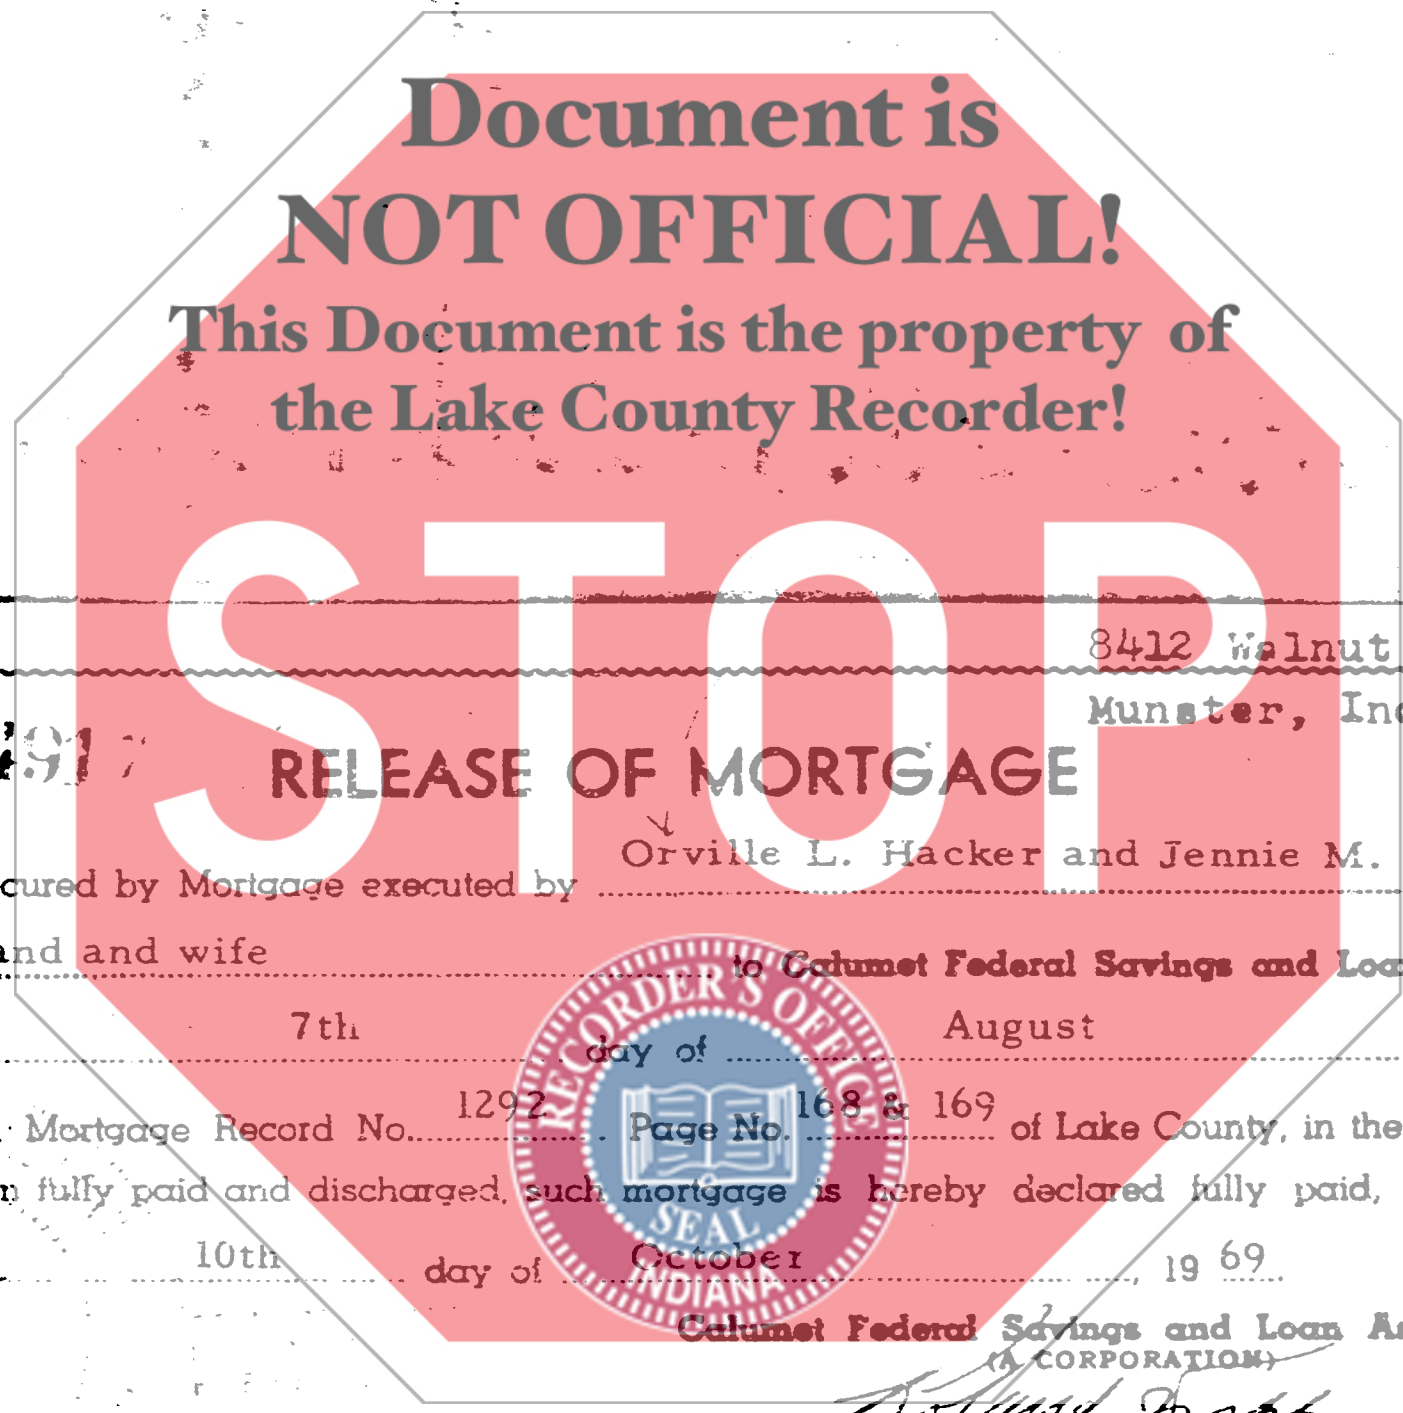 Document is
NOT OFFICIAL!
This Document is the property of
the Lake County Recorder!
STOP
8412 Walnut
Munster, Ind
917
RELEASE OF MORTGAGE
Orville L. Hacker and Jennie M.
cured by Mortgage executed by
and and wife
to Calumet Federal Savings and Loan
7th day of August
Mortgage Record No. 1292 Page No. 168 & 169 of Lake County, in the
n fully paid and discharged, such mortgage is hereby declared fully paid,
10th day of October, 19 69
RECORDER'S OFFICE
SEAL
INDIANA
Calumet Federal Savings and Loan As
(A CORPORATION)